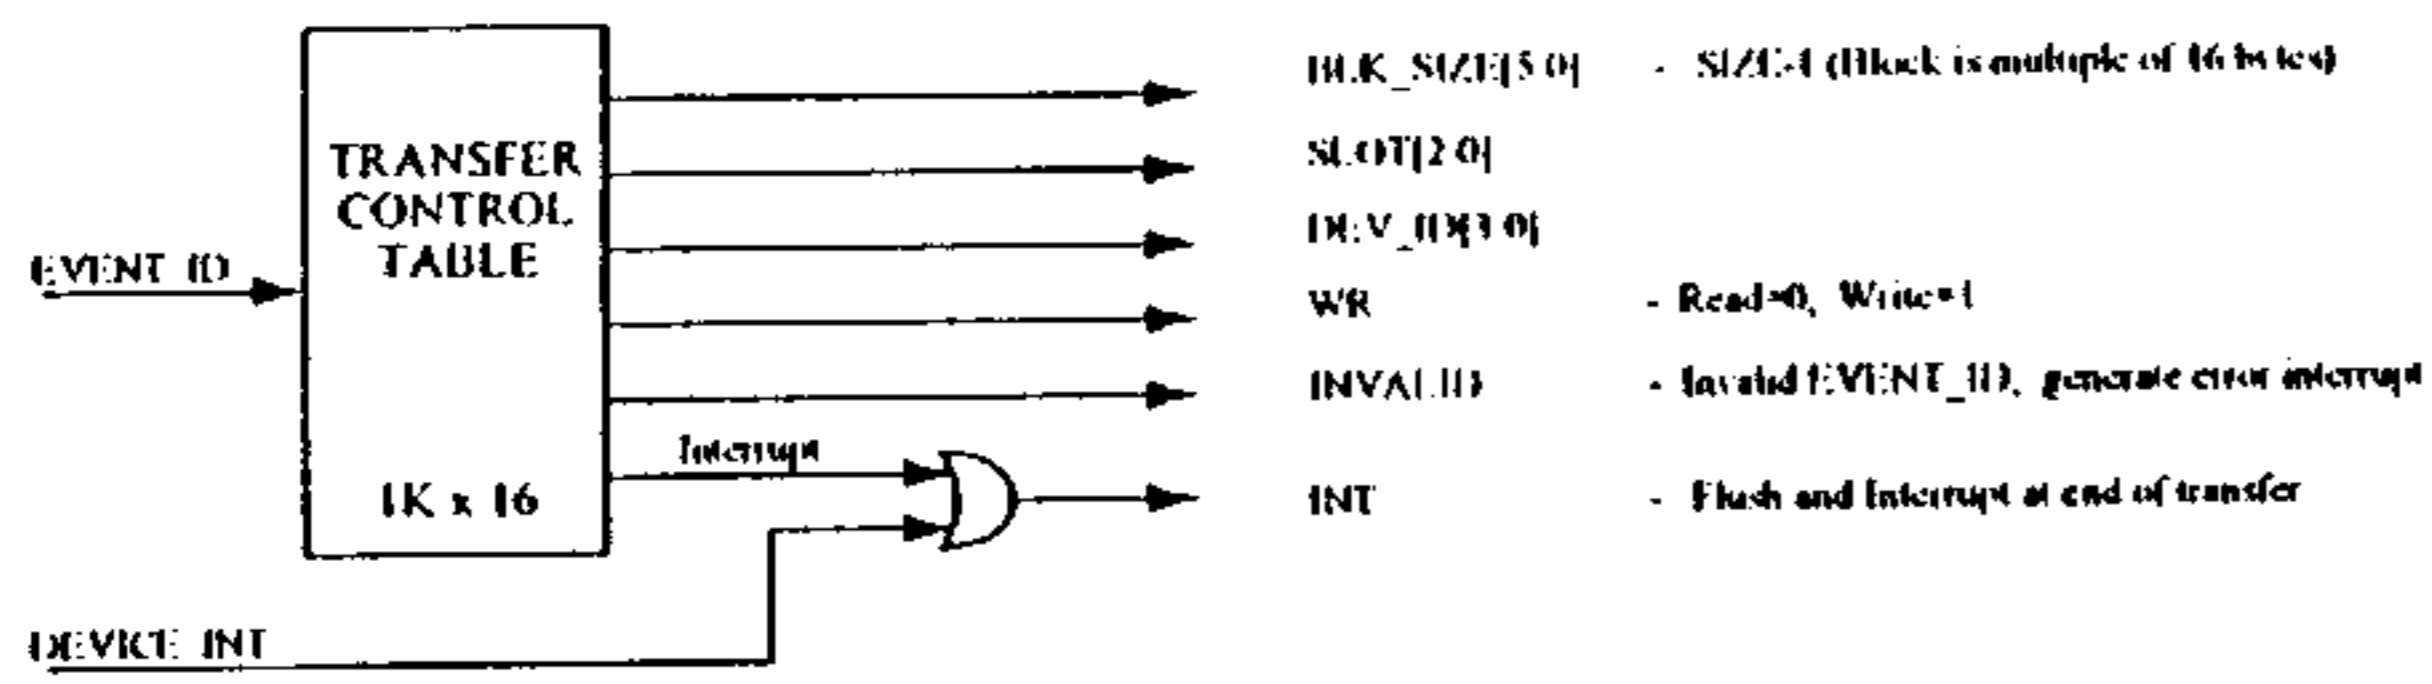 BLK_SIZE[5:0] - SIZE-1 (Block is multiple of 16 bytes)
TRANSFER
CONTROL
TABLE
SLOT[2:0]
DEV_ID[3:0]
EVENT_ID
WR - Read=0, Write=1
INVALID - Invalid EVENT_ID, generate error interrupt
Interrupt
1K x 16
INT - Flush and Interrupt at end of transfer
DEVICE_INT